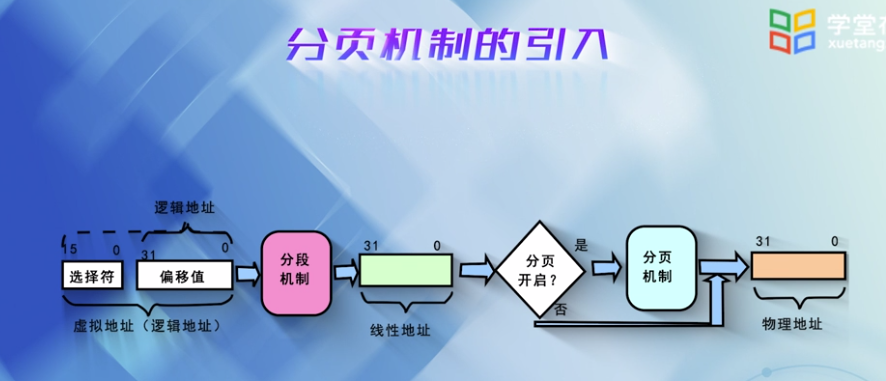 分页机制的引入
学堂
xuetang
逻辑地址
15 0
31 0
选择符
偏移值
虚拟地址（逻辑地址）
分段
机制
31 0
线性地址
分页
开启？
是
否
分页
机制
31 0
物理地址